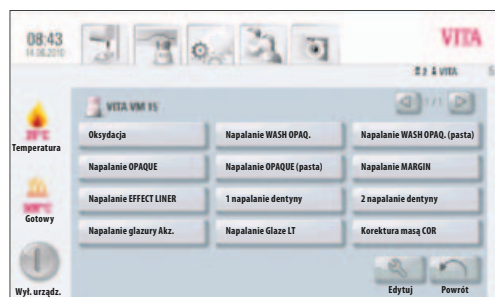 08:43
14.06.2010
VITA
VITA
VITA VM 15
1/1
Oksydacja
Napalanie WASH OPAQ.
Napalanie WASH OPAQ. (pasta)
Napalanie OPAQUE
Napalanie OPAQUE (pasta)
Napalanie MARGIN
Napalanie EFFECT LINER
1 napalanie dentyny
2 napalanie dentyny
Napalanie glazury Akz.
Napalanie Glaze LT
Korektura masą COR
Temperatura
Gotowy
Wył. urządz.
Edytuj
Powrót